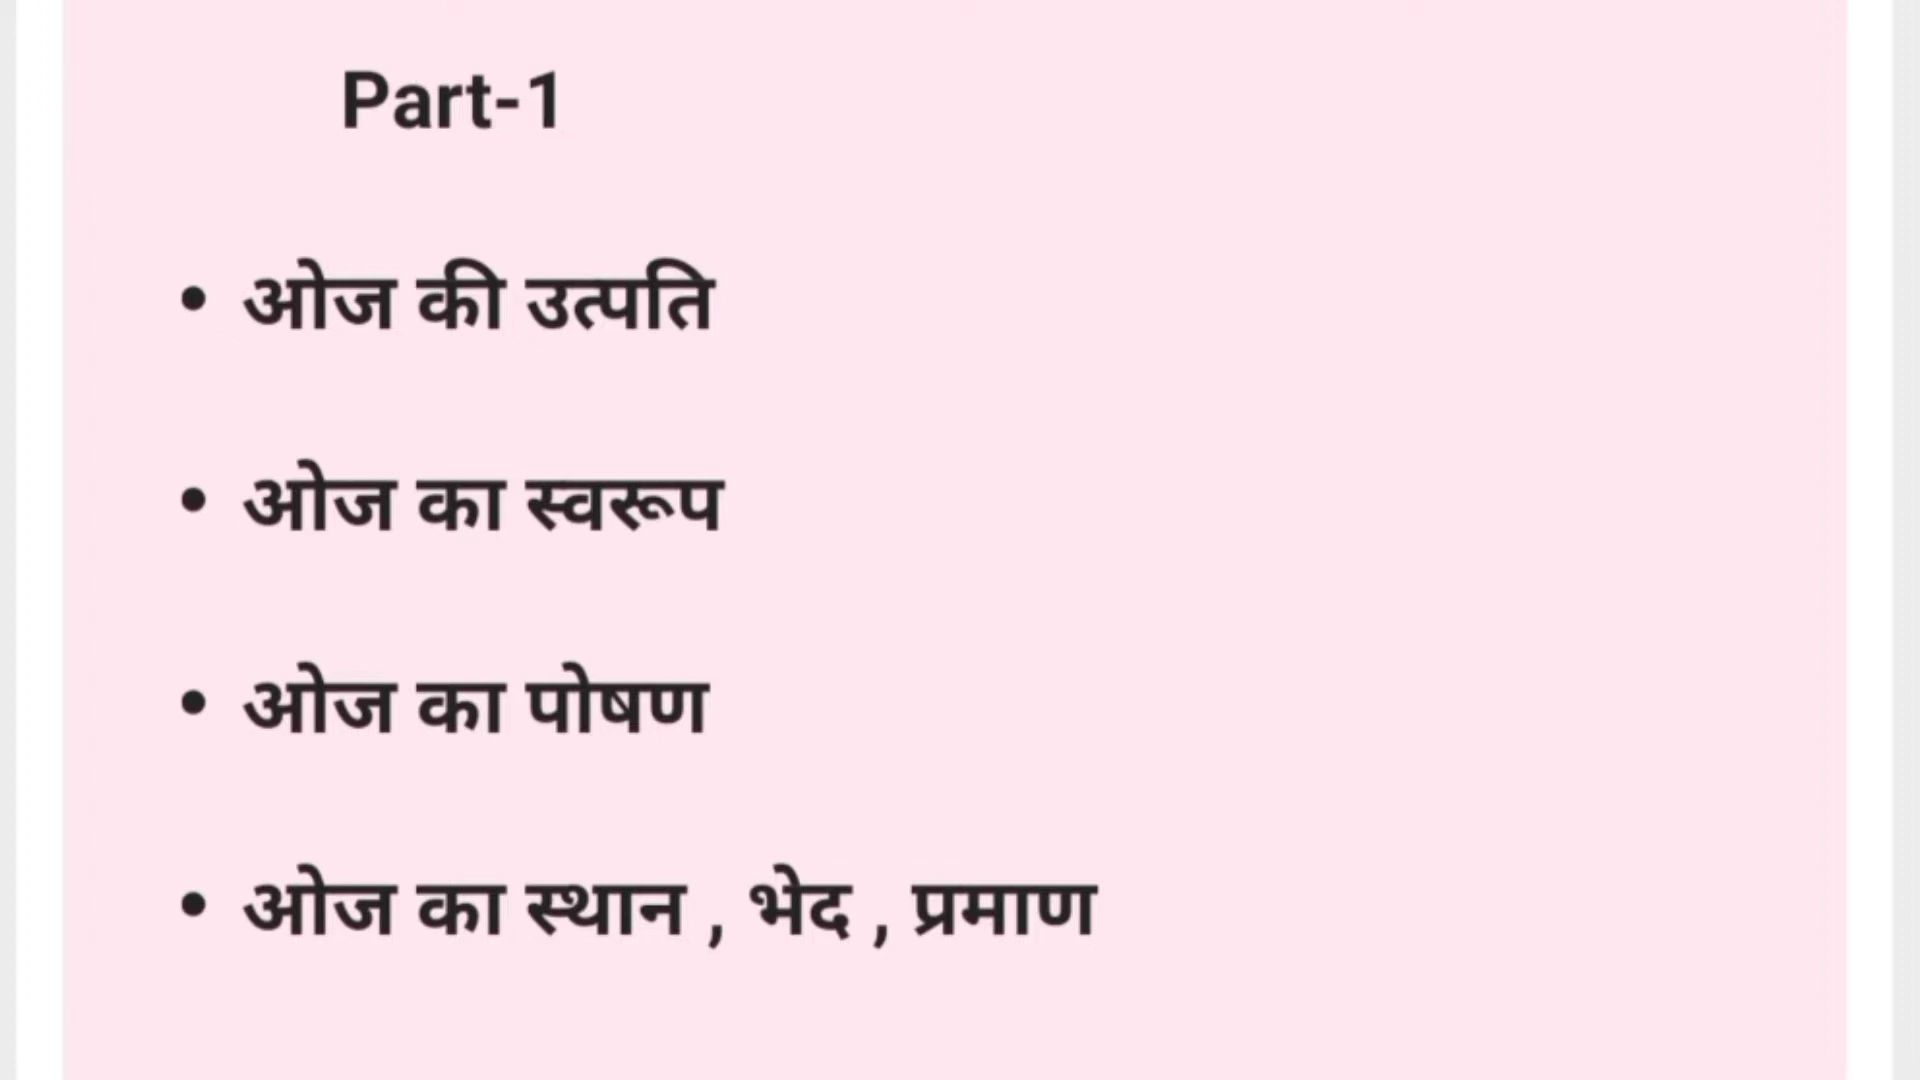 Part-1
• ओज की उत्पति
• ओज का स्वरूप
• ओज का पोषण
• ओज का स्थान , भेद , प्रमाण